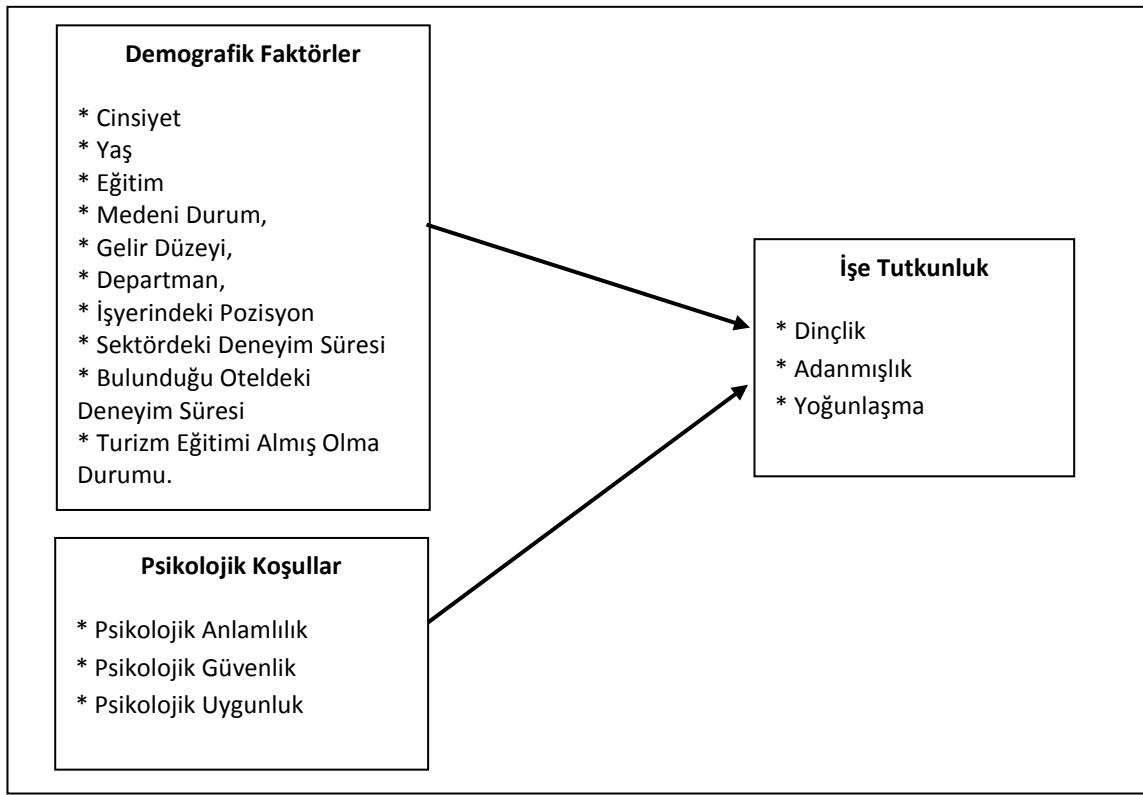 Demografik Faktörler
* Cinsiyet
* Yaş
* Eğitim
* Medeni Durum,
* Gelir Düzeyi,
* Departman,
* İşyerindeki Pozisyon
* Sektördeki Deneyim Süresi
* Bulunduğu Oteldeki
Deneyim Süresi
* Turizm Eğitimi Almış Olma
Durumu.
Psikolojik Koşullar
* Psikolojik Anlamlılık
* Psikolojik Güvenlik
* Psikolojik Uygunluk
İşe Tutkunluk
* Dinçlik
* Adanmışlık
* Yoğunlaşma